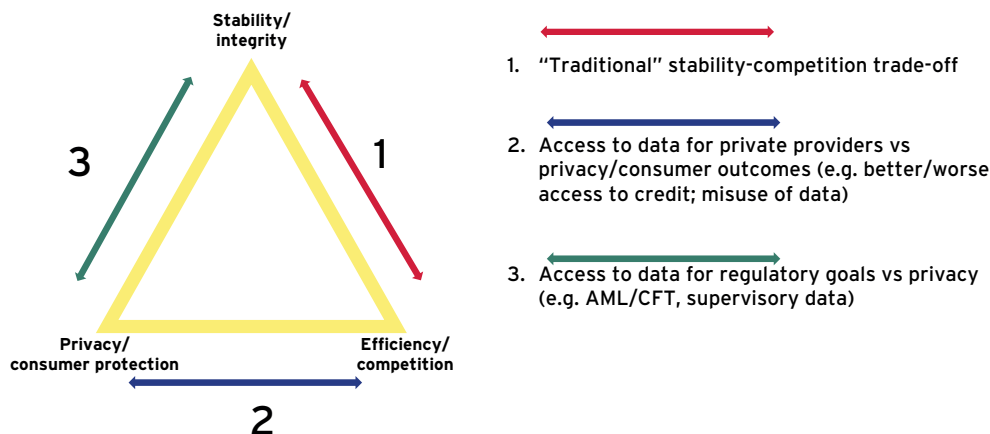 Stability/
integrity
3
1
Privacy/
consumer protection
Efficiency/
competition
2
1. “Traditional” stability-competition trade-off
2. Access to data for private providers vs
privacy/consumer outcomes (e.g. better/worse
access to credit; misuse of data)
3. Access to data for regulatory goals vs privacy
(e.g. AML/CFT, supervisory data)